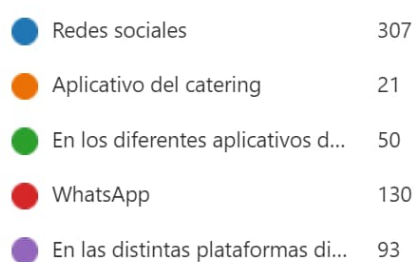 Redes sociales 307
Aplicativo del catering 21
En los diferentes aplicativos d... 50
WhatsApp 130
En las distintas plataformas di... 93